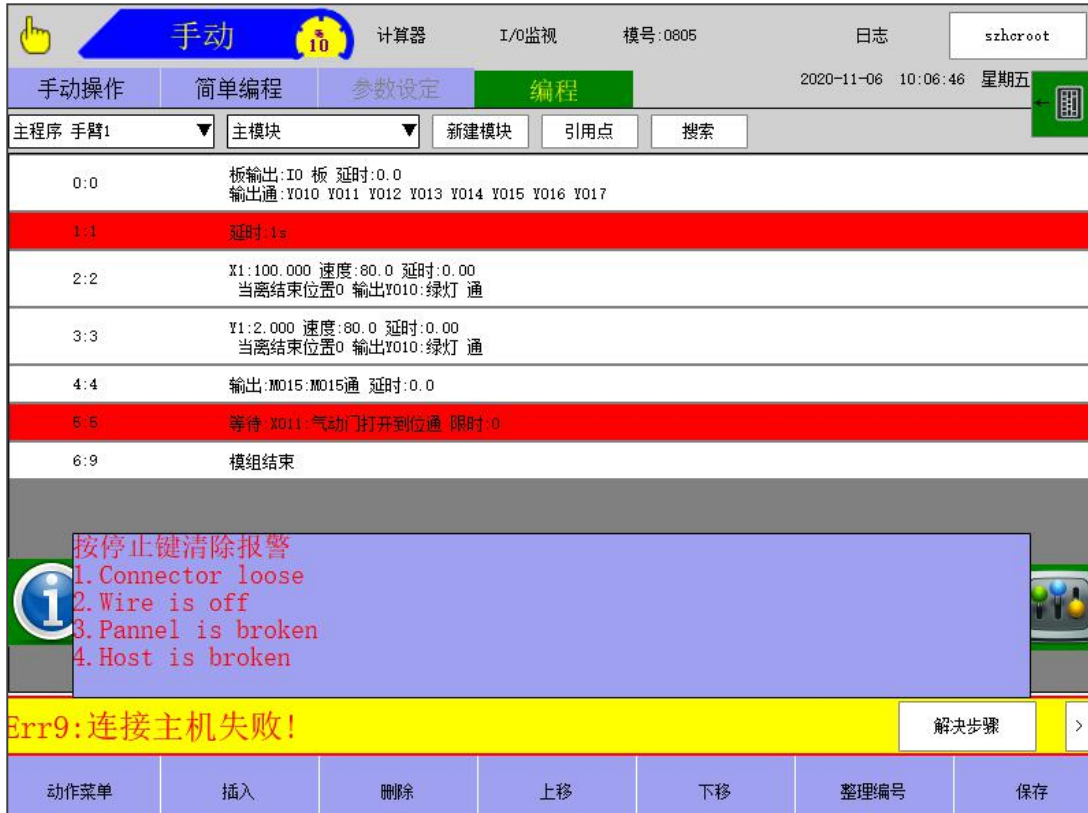 手动
%
10
计算器
I/O监视
模号:0805
日志
szhcroot
手动操作
简单编程
参数设定
编程
2020-11-06 10:06:46 星期五
主程序 手臂1
主模块
新建模块
引用点
搜索
0:0
板输出:IO 板 延时:0.0
输出通:Y010 Y011 Y012 Y013 Y014 Y015 Y016 Y017
1:1
延时:1s
2:2
X1:100.000 速度:80.0 延时:0.00
当离结束位置0 输出Y010:绿灯 通
3:3
Y1:2.000 速度:80.0 延时:0.00
当离结束位置0 输出Y010:绿灯 通
4:4
输出:M015:M015通 延时:0.0
5:5
等待:X011:气动门打开到位通 限时:0
6:9
模组结束
按停止键清除报警
1.Connector loose
2.Wire is off
3.Pannel is broken
4.Host is broken
Err9:连接主机失败!
解决步骤
>
动作菜单
插入
删除
上移
下移
整理编号
保存